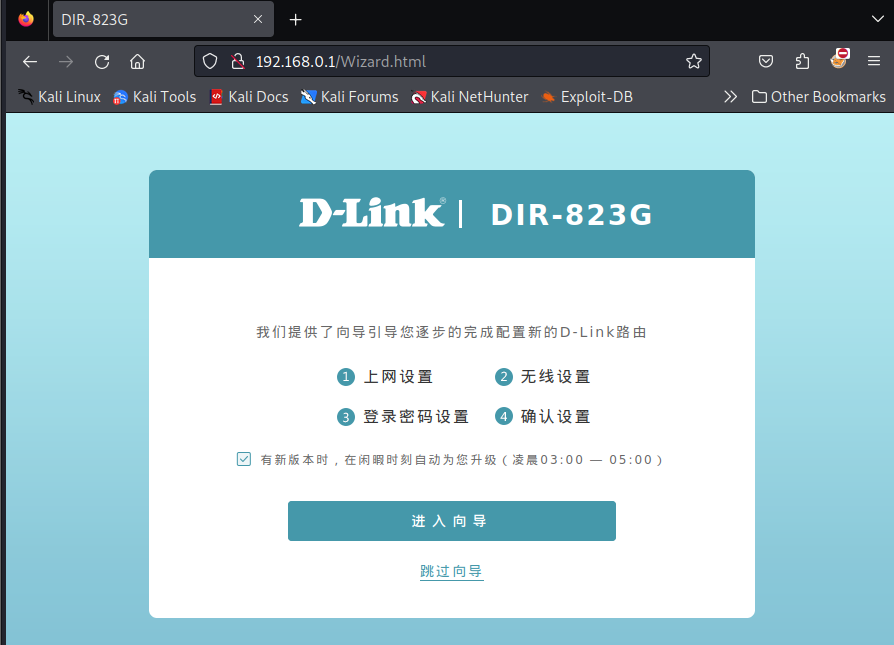 DIR-823G
192.168.0.1/Wizard.html
Kali Linux Kali Tools Kali Docs Kali Forums Kali NetHunter Exploit-DB Other Bookmarks
D-Link® | DIR-823G
我们提供了向导引导您逐步的完成配置新的D-Link路由
1 上网设置 2 无线设置
3 登录密码设置 4 确认设置
有新版本时，在闲暇时刻自动为您升级（凌晨03:00 — 05:00）
进入向导
跳过向导